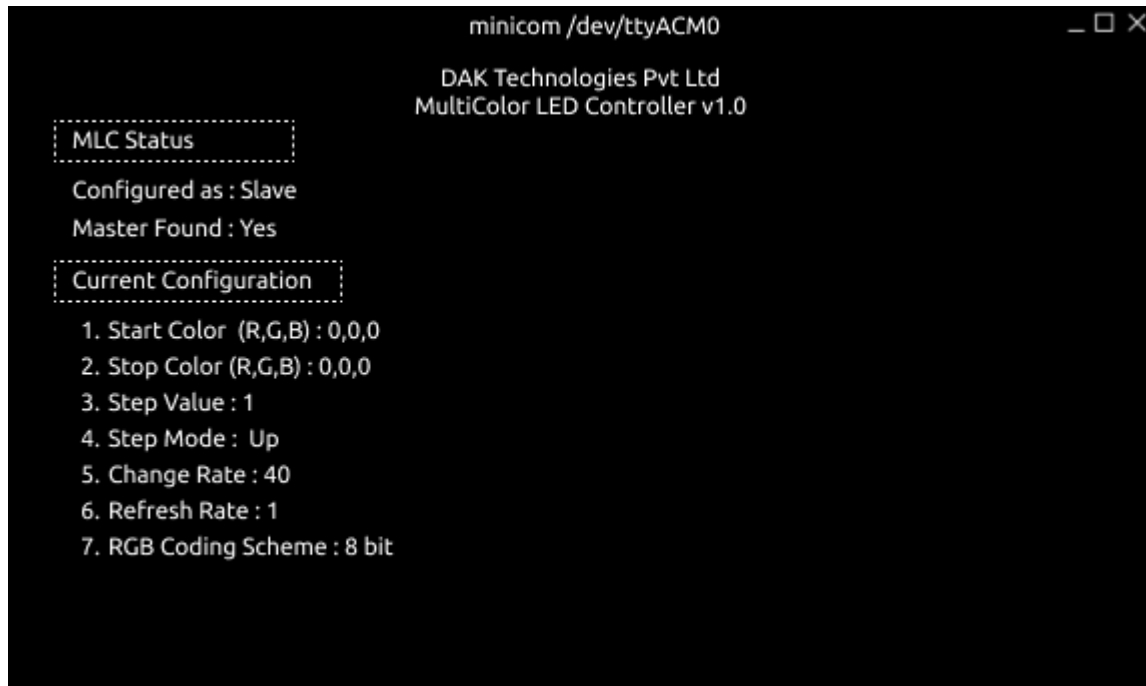 minicom /dev/ttyACM0
DAK Technologies Pvt Ltd
MultiColor LED Controller v1.0
MLC Status
Configured as : Slave
Master Found : Yes
Current Configuration
1. Start Color  (R,G,B) : 0,0,0
2. Stop Color (R,G,B) : 0,0,0
3. Step Value : 1
4. Step Mode :  Up
5. Change Rate : 40
6. Refresh Rate : 1
7. RGB Coding Scheme : 8 bit